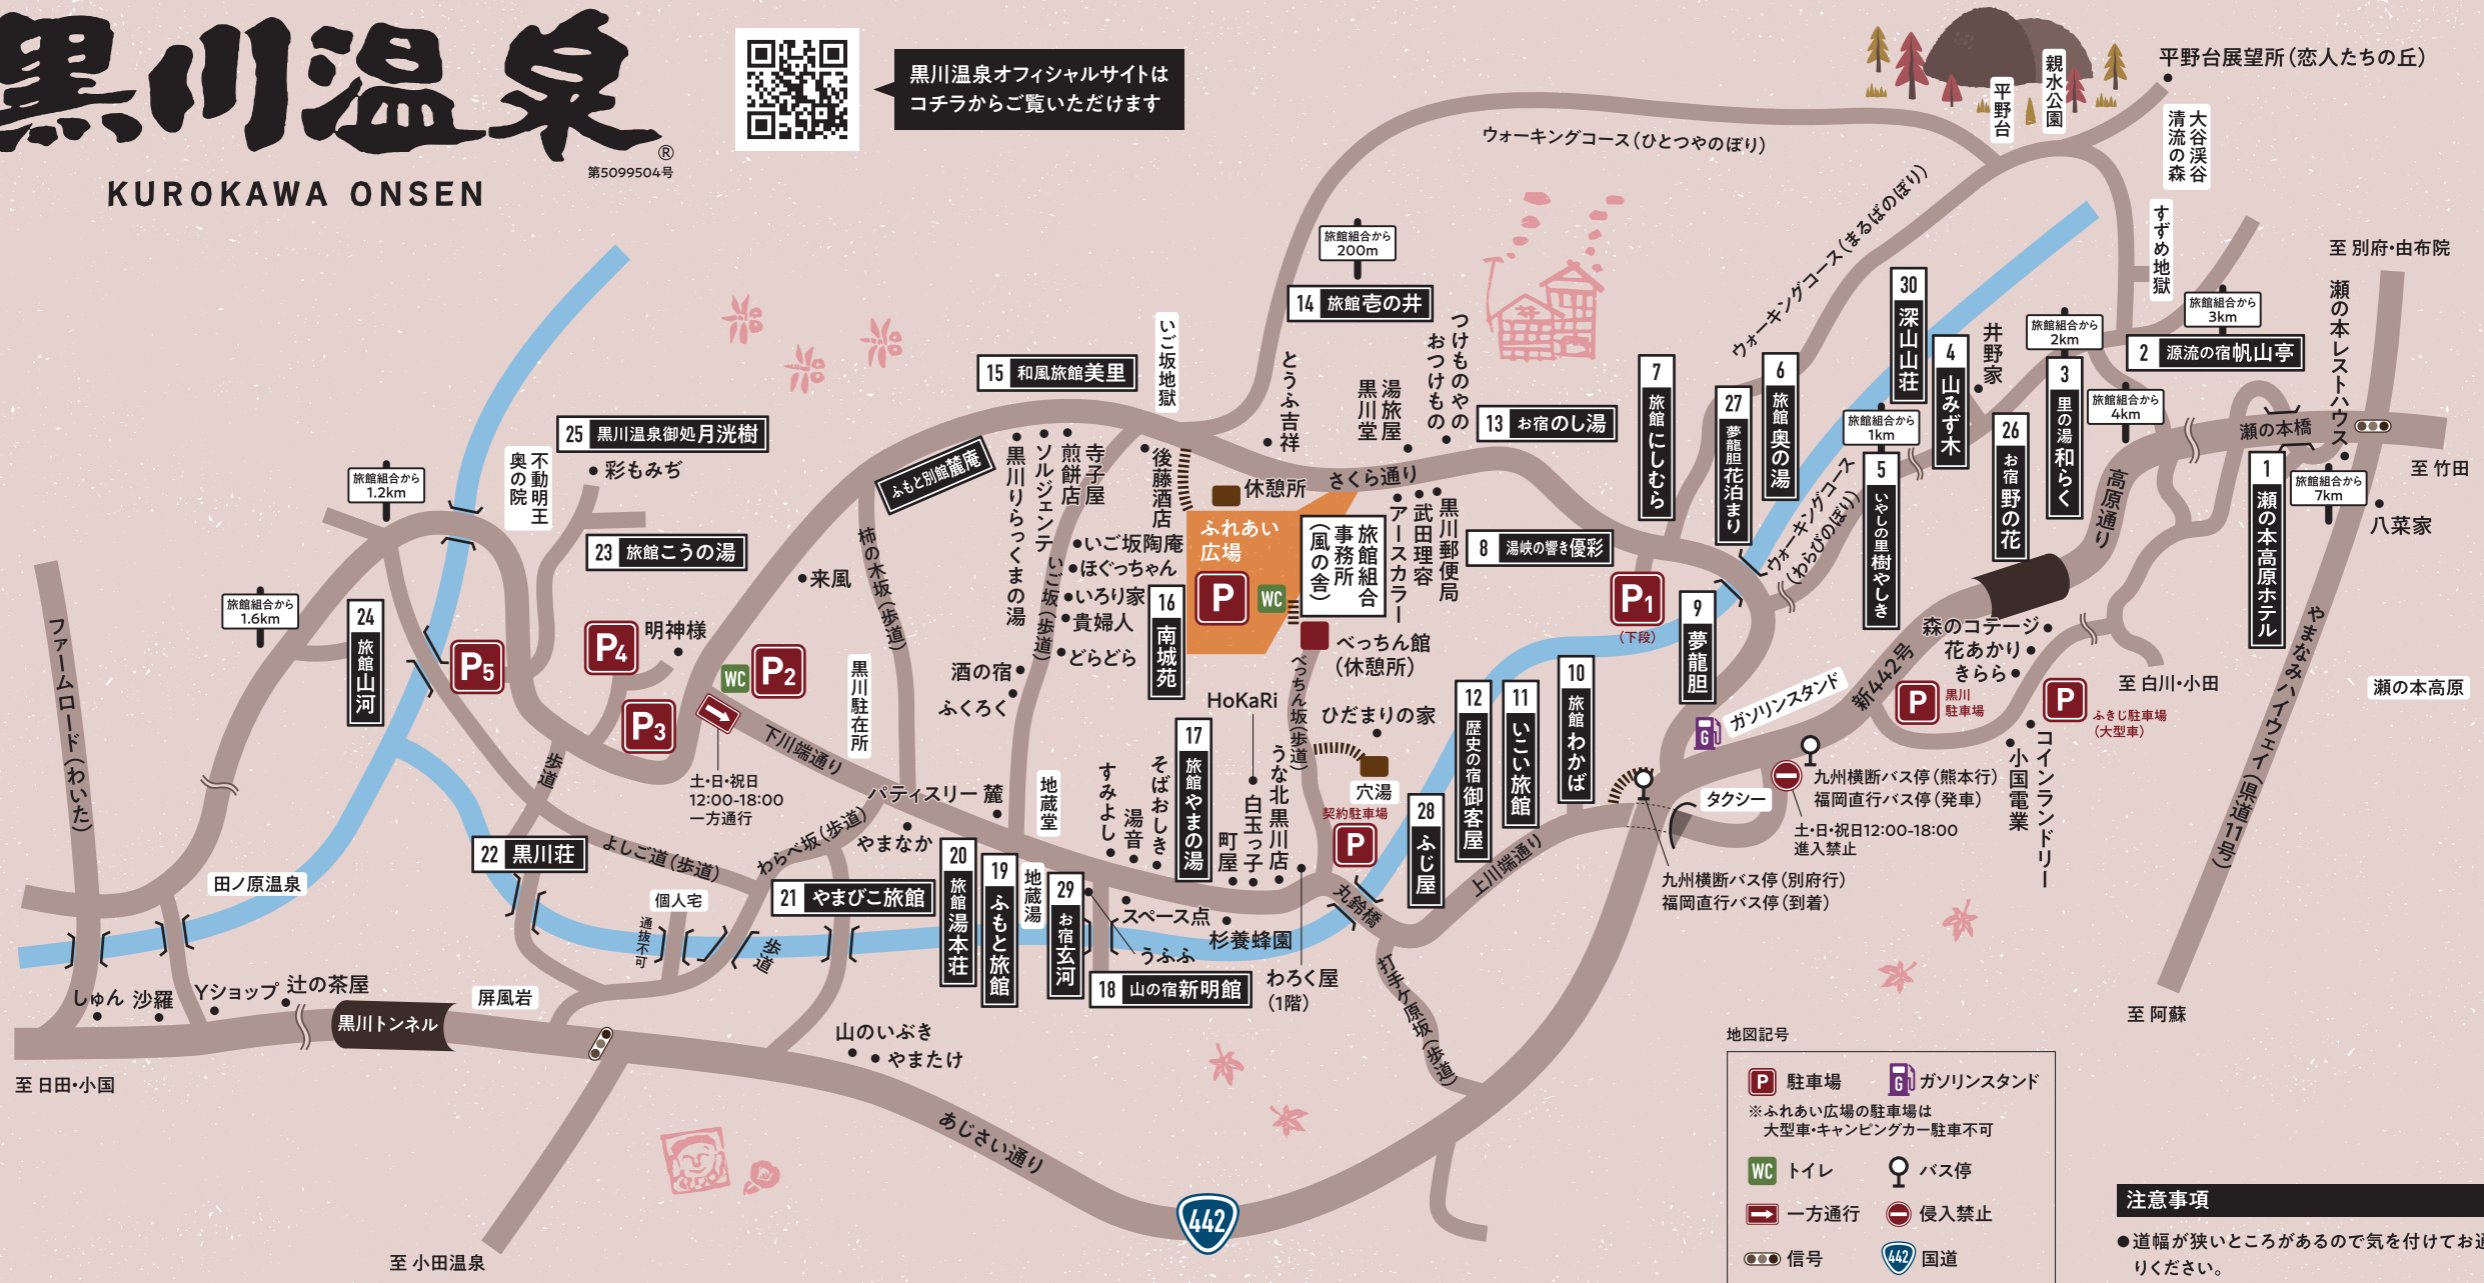 黒川温泉
®
第5099504号
KUROKAWA ONSEN
黒川温泉オフィシャルサイトは
コチラからご覧いただけます
平野台展望所(恋人たちの丘)
平野台
親水公園
大谷渓谷
清流の森
すずめ地獄
ウォーキングコース(ひとつやのぼり)
ウォーキングコース(まるばのぼり)
ウォーキングコース
(わらびのぼり)
至 別府・由布院
瀬の本レストハウス
旅館組合から
200m
14 旅館壱の井
旅館組合から
3km
旅館組合から
2km
2 源流の宿帆山亭
30 深山山荘
4 山みず木
井野家
3 里の湯和らく
旅館組合から
4km
旅館組合から
1km
瀬の本橋
至 竹田
1 瀬の本高原ホテル
旅館組合から
7km
八菜家
26 お宿野の花
5 いやしの里樹やしき
6 旅館奥の湯
27 夢龍胆花泊まり
7 旅館にしむら
高原通り
いご坂地獄
15 和風旅館美里
とうふ吉祥
湯旅屋
黒川堂
つけものやの
おつけもの
13 お宿のし湯
さくら通り
25 黒川温泉御処月洸樹
彩もみぢ
不動明王
奥の院
旅館組合から
1.2km
23 旅館こうの湯
ふもと別館麓庵
黒川りらっくまの湯
ソルジェンテ
煎餅店
寺子屋
後藤酒店
休憩所
ふれあい
広場
P
WC
旅館組合
事務所
(風の舎)
アースカラー
武田理容
黒川郵便局
8 湯峡の響き優彩
いご坂陶庵
ほぐっちゃん
いろり家
貴婦人
どらどら
いご坂(歩道)
16 南城苑
べっちん館
(休憩所)
べっちん坂(歩道)
P1
(下段)
9 夢龍胆
来風
柿の木坂(歩道)
旅館組合から
1.6km
24 旅館山河
ファームロード(わいた)
P5
P4
明神様
P3
WC
P2
土・日・祝日
12:00-18:00
一方通行
下川端通り
黒川駐在所
酒の宿
ふくろく
HoKaRi
ひだまりの家
穴湯
契約駐車場
P
17 旅館やまの湯
うな北黒川店
白玉っ子
町屋
そばおしき
湯音
すみよし
地蔵堂
パティスリー 麓
やまなか
わらべ坂(歩道)
よしご道(歩道)
歩道
22 黒川荘
12 歴史の宿御客屋
11 いこい旅館
10 旅館わかば
28 ふじ屋
上川端通り
丸鈴橋
ガソリンスタンド
G
新442号
森のコテージ
花あかり
きらら
P
黒川
駐車場
P
ふきじ駐車場
(大型車)
至 白川・小田
やまなみハイウェイ(県道11号)
瀬の本高原
コインランドリー
小国電業
九州横断バス停(熊本行)
福岡直行バス停(発車)
タクシー
土・日・祝日12:00-18:00
進入禁止
九州横断バス停(別府行)
福岡直行バス停(到着)
田ノ原温泉
個人宅
通抜不可
歩道
21 やまびこ旅館
20 旅館湯本荘
19 ふもと旅館
地蔵湯
29 お宿玄河
スペース点
杉養蜂園
うふふ
18 山の宿新明館
わろく屋
(1階)
打手ケ原坂(歩道)
しゅん
沙羅
Yショップ
辻の茶屋
屏風岩
黒川トンネル
山のいぶき
やまたけ
至 日田・小国
至 小田温泉
あじさい通り
442
至 阿蘇
地図記号
P 駐車場
G ガソリンスタンド
※ふれあい広場の駐車場は
大型車・キャンピングカー駐車不可
WC トイレ
バス停
一方通行
侵入禁止
信号
442 国道
注意事項
●道幅が狭いところがあるので気を付けてお通
りください。